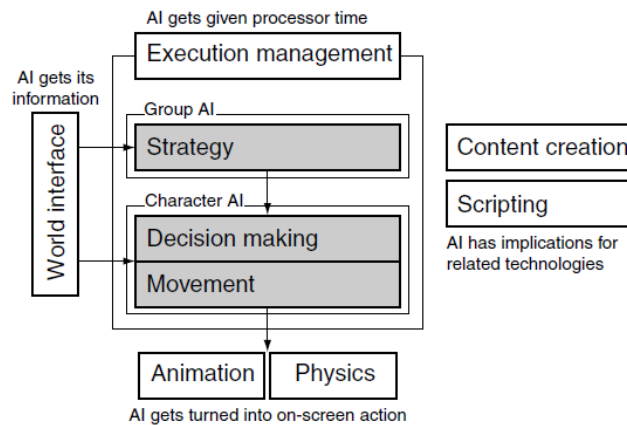 AI gets given processor time
Execution management
AI gets its
information
Group AI
Strategy
World interface
Character AI
Decision making
Movement
Animation
Physics
AI gets turned into on-screen action
Content creation
Scripting
AI has implications for
related technologies